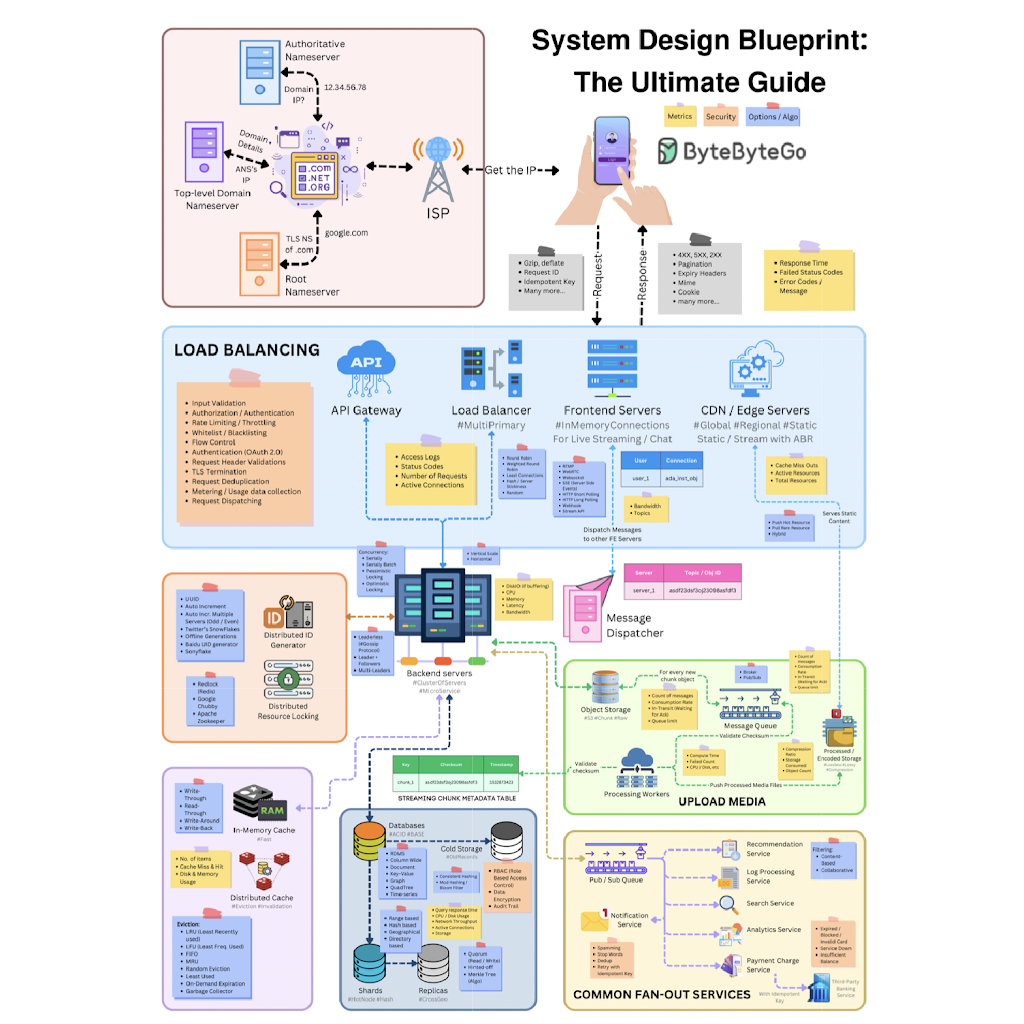 System Design Blueprint:
The Ultimate Guide
Metrics
Security
Options / Algo
ByteByteGo
Authoritative
Nameserver
Domain
IP?
12.34.56.78
Domain
Details
ANS's
IP
Top-level Domain
Nameserver
.COM
.NET
.ORG
google.com
TLS NS
of .com
Root
Nameserver
ISP
Get the IP
Request
Response
Gzip, deflate
Request ID
Idempotent Key
Many more...
4XX, 5XX, 2XX
Pagination
Expiry Headers
Mime
Cookie
many more...
Response Time
Failed Status Codes
Error Codes /
Message
LOAD BALANCING
Input Validation
Authorization / Authentication
Rate Limiting / Throttling
Whitelist / Blacklisting
Flow Control
Authentication (OAuth 2.0)
Request Header Validations
TLS Termination
Request Deduplication
Metering / Usage data collection
Request Dispatching
API
API Gateway
Load Balancer
#MultiPrimary
Frontend Servers
#InMemoryConnections
For Live Streaming / Chat
CDN / Edge Servers
#Global #Regional #Static
Static / Stream with ABR
Access Logs
Status Codes
Number of Requests
Active Connections
Round Robin
Weighted Round
Robin
Least Connections
Hash / Server
Stickiness
Random
RTMP
WebRTC
Websocket
SSE (Server Side
Events)
HTTP Short Polling
HTTP Long Polling
Webhook
Stream API
User
Connection
user_1
ada_inst_obj
Bandwidth
Topics
Dispatch Messages
to other FE Servers
Cache Miss Outs
Active Resources
Total Resources
Push Hot Resource
Pull Rare Resource
Hybrid
Serves Static
Content
Concurrency:
Serially
Serially Batch
Pessimistic
Locking
Optimistic
Locking
Vertical Scale
Horizontal
DiskIO (if buffering)
CPU
Memory
Latency
Bandwidth
Leaderless
(#Gossip
Protocol)
Leader +
Followers
Multi-Leaders
Backend servers
#ClusterOfServers
#MicroService
Server
Topic / Obj ID
server_1
asdf23dsf3oj23098asfdf3
Message
Dispatcher
UUID
Auto Increment
Auto Incr. Multiple
Servers (Odd / Even)
Twitter's SnowFlakes
Offline Generations
Baidu UID generator
Sonyflake
ID
Distributed ID
Generator
Redlock
(Redis)
Google
Chubby
Apache
Zookeeper
Distributed
Resource Locking
Object Storage
#S3 #Chunk #Raw
For every new
chunk object
Count of messages
Consumption Rate
In-Transit (Waiting
for Ack)
Queue limit
Broker
Pub/Sub
Count of
messages
Consumption
Rate
In-Transit
(Waiting for Ack)
Queue limit
Message Queue
Validate Checksum
Processed /
Encoded Storage
Validate
checksum
Processing Workers
Compute Time
Failed Count
CPU / Disk, etc
Compression
Ratio
Storage
Consumed
Object Count
Push Processed Media Files
UPLOAD MEDIA
Key
Checksum
Timestamp
chunk_1
STREAMING CHUNK METADATA TABLE
Write-
Through
Read-
Through
Write-Around
Write-Back
RAM
In-Memory Cache
#Fast
No. of items
Cache Miss & Hit
Disk & Memory
Usage
Distributed Cache
#Eviction #Invalidation
Eviction:
LRU (Least Recently
used)
LFU (Least Freq. Used)
FIFO
MRU
Random Eviction
Least Used
On-Demand Expiration
Garbage Collector
Databases
#ACID #BASE
Cold Storage
#OldRecords
RDMS
Column Wide
Document
Key-Value
Graph
QuadTree
Time-series
Consistent Hashing
Bloom Filter
RBAC (Role
Based Access
Control)
Data
Encryption
Audit Trail
Range based
Hash based
Geographical
Directory
based
Query response time
CPU / Disk Usage
Network Throughput
Active Connections
Storage
Quorum
(Read / Write)
Hinted-off
Merkle Tree
(Algo)
Shards
#HotNode #Hash
Replicas
#CrossGeo
Pub / Sub Queue
Recommendation
Service
Filtering:
Content-
Based
Collaborative
Log Processing
Service
Search Service
1
Notification
Service
Analytics Service
Payment Charge
Service
Spamming
Stop Words
Dedup
Retry with
Idempotent Key
Expired /
Blocked /
Invalid Card
Service Down
Insufficient
Balance
With Idempotent
Key
Third-Party
Banking
Service
COMMON FAN-OUT SERVICES